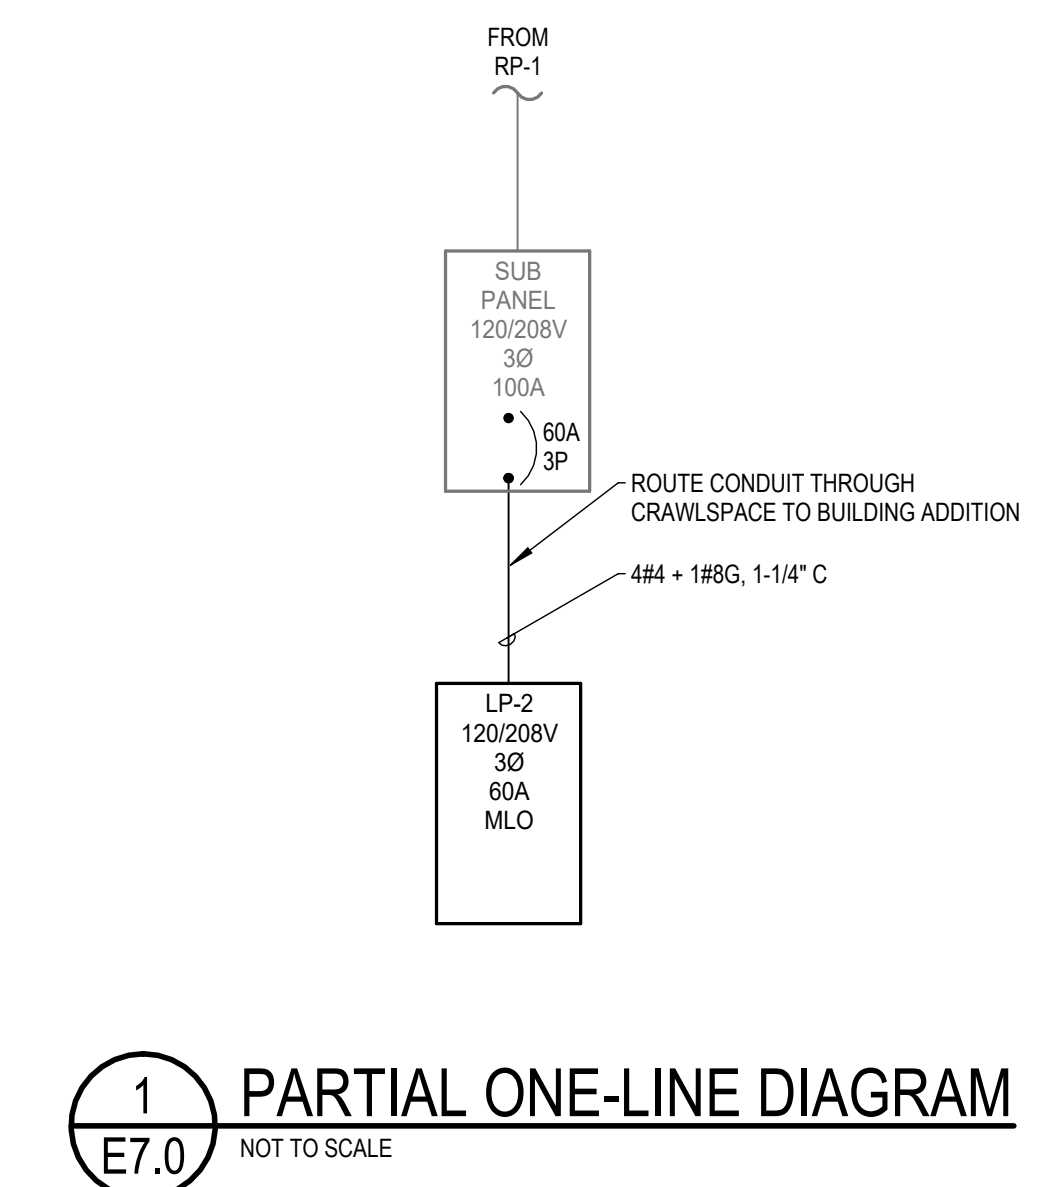 FROM
RP-1
SUB
PANEL
120/208V
3Ø
100A
60A
3P
ROUTE CONDUIT THROUGH
CRAWLSPACE TO BUILDING ADDITION
4#4 + 1#8G, 1-1/4" C
LP-2
120/208V
3Ø
60A
MLO
1
E7.0
PARTIAL ONE-LINE DIAGRAM
NOT TO SCALE